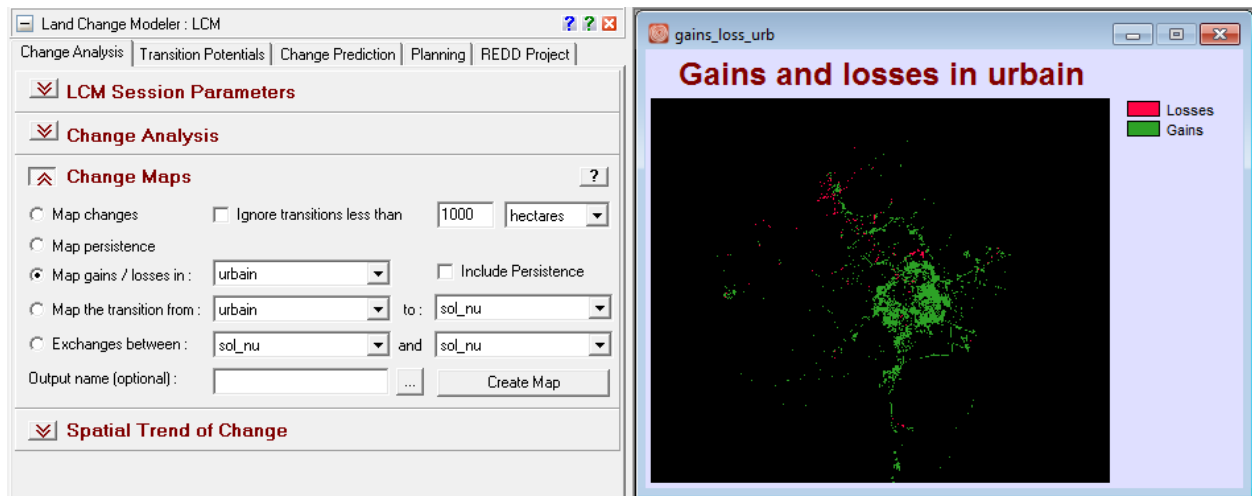 Land Change Modeler : LCM
? ?
Change Analysis Transition Potentials Change Prediction Planning REDD Project
LCM Session Parameters
Change Analysis
Change Maps
?
Map changes Ignore transitions less than 1000 hectares
Map persistence
Map gains / losses in : urbain Include Persistence
Map the transition from : urbain to : sol_nu
Exchanges between : sol_nu and sol_nu
Output name (optional) : ... Create Map
Spatial Trend of Change
gains_loss_urb
Gains and losses in urbain
Losses
Gains